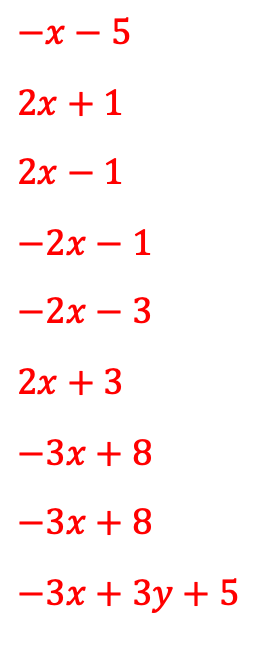 −x − 5
2x + 1
2x − 1
−2x − 1
−2x − 3
2x + 3
−3x + 8
−3x + 8
−3x + 3y + 5